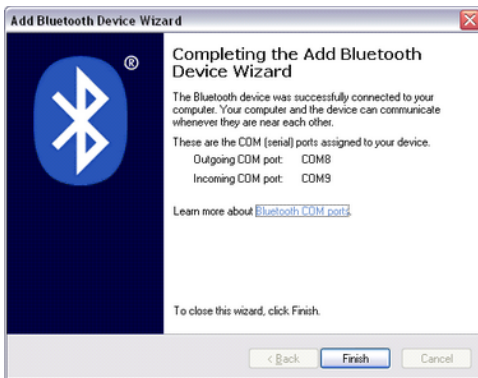 Add Bluetooth Device Wizard
®
Completing the Add Bluetooth
Device Wizard
The Bluetooth device was successfully connected to your
computer. Your computer and the device can communicate
whenever they are near each other.
These are the COM (serial) ports assigned to your device.
Outgoing COM port: COM8
Incoming COM port: COM9
Learn more about Bluetooth COM ports.
To close this wizard, click Finish.
< Back Finish Cancel